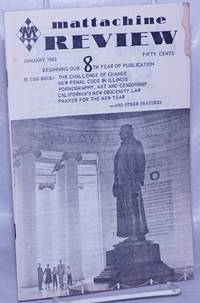 mattachine
M
REVIEW
JANUARY 1962
FIFTY CENTS
BEGINNING OUR 8TH YEAR OF PUBLICATION
IN THIS ISSUE: THE CHALLENGE OF CHANGE
NEW PENAL CODE IN ILLINOIS
PORNOGRAPHY, ART AND CENSORSHIP
CALIFORNIA'S NEW OBSCENITY LAW
PRAYER FOR THE NEW YEAR
—AND OTHER FEATURES